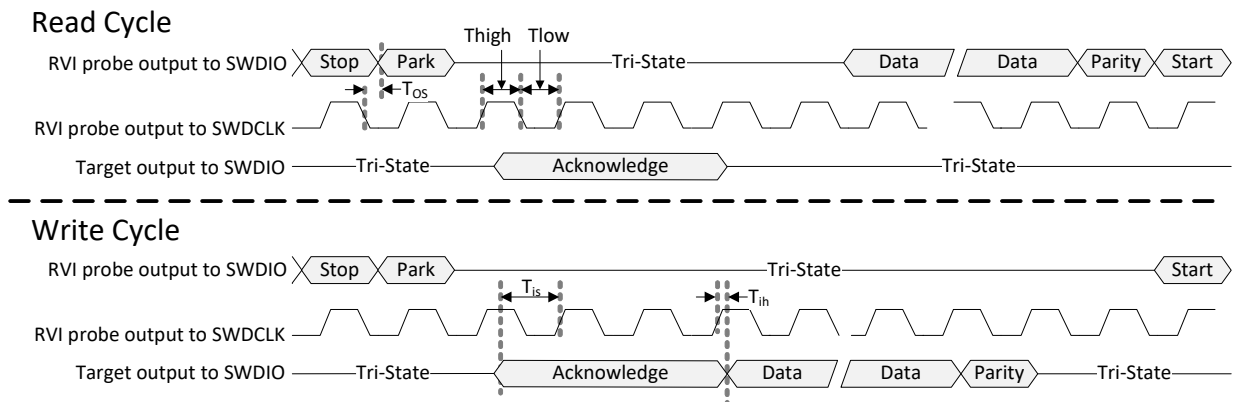 Read Cycle
Thigh Tlow
RVI probe output to SWDIO Stop Park Tri-State Data Data Parity Start
Tos
RVI probe output to SWDCLK
Target output to SWDIO Tri-State Acknowledge Tri-State
Write Cycle
RVI probe output to SWDIO Stop Park Tri-State Start
Tis Tih
RVI probe output to SWDCLK
Target output to SWDIO Tri-State Acknowledge Data Data Parity Tri-State